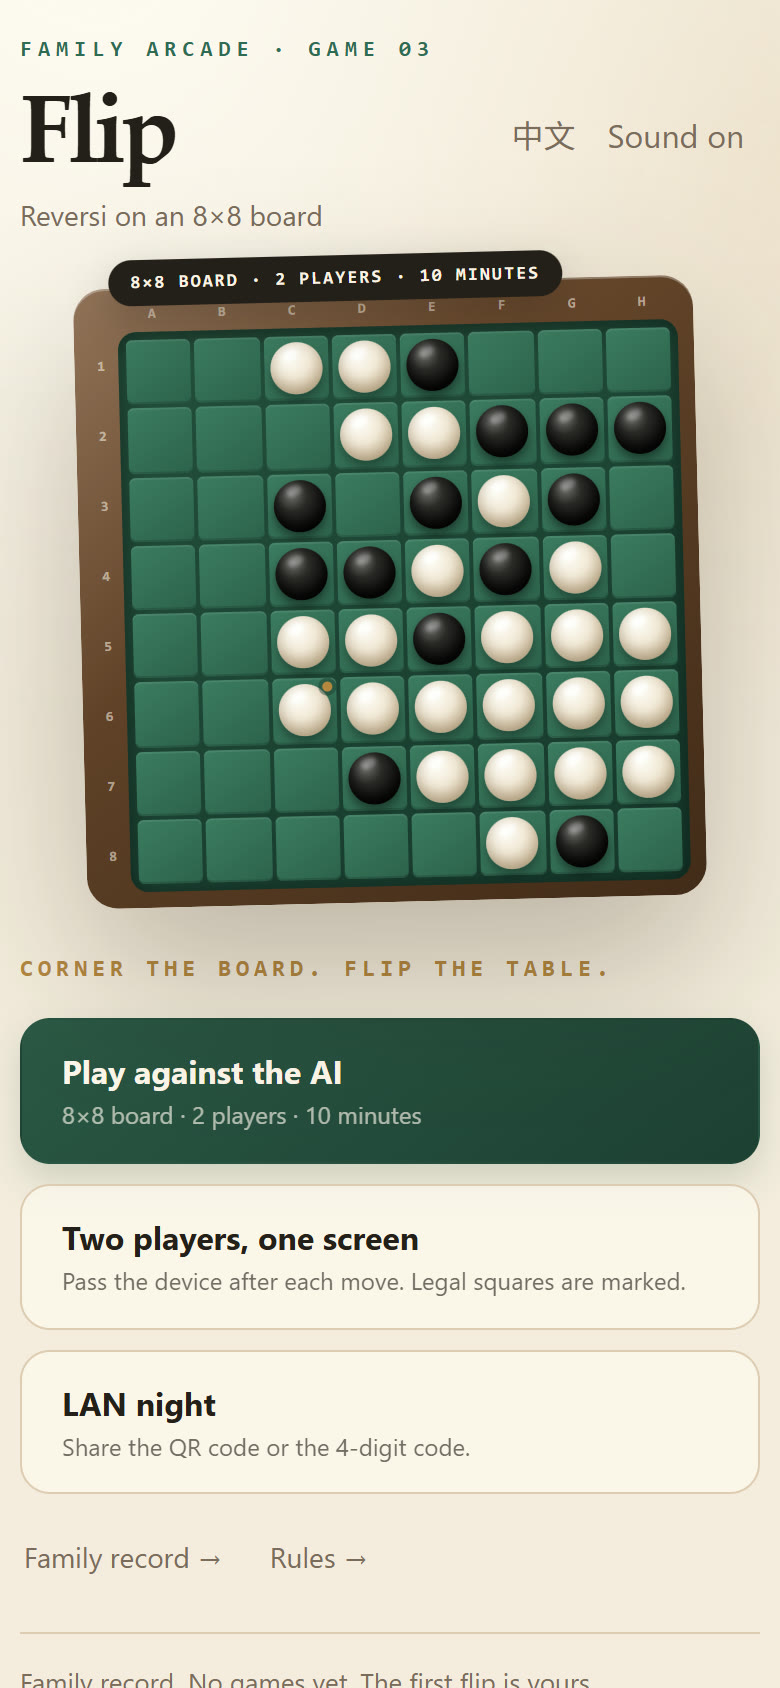 FAMILY ARCADE · GAME 03
Flip
中文 Sound on
Reversi on an 8×8 board
8×8 BOARD · 2 PLAYERS · 10 MINUTES
A B C D E F G H
1
2
3
4
5
6
7
8
CORNER THE BOARD. FLIP THE TABLE.
Play against the AI
8×8 board · 2 players · 10 minutes
Two players, one screen
Pass the device after each move. Legal squares are marked.
LAN night
Share the QR code or the 4-digit code.
Family record → Rules →
Family record. No games yet. The first flip is yours.